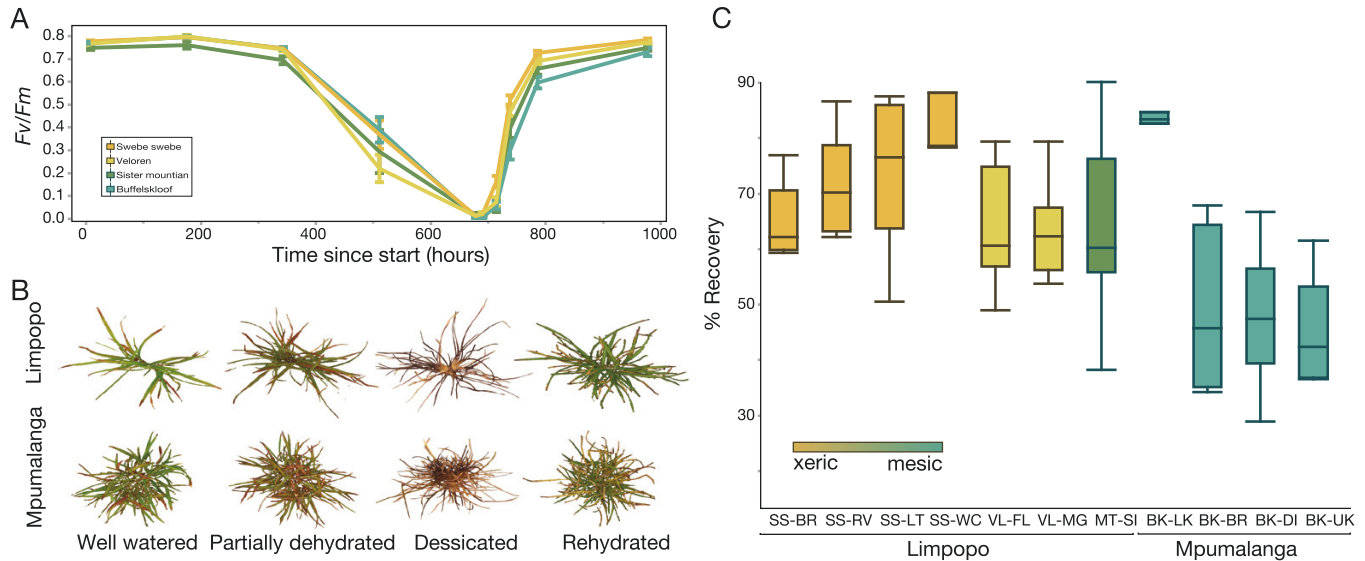 A
Fv/Fm
0.8
0.7
0.6
0.5
0.4
0.3
0.2
0.1
0.0
Swebe swebe
Veloren
Sister mountian
Buffelskloof
0 200 400 600 800 1000
Time since start (hours)
B
Limpopo
Mpumalanga
Well watered Partially dehydrated Dessicated Rehydrated
C
% Recovery
90
70
50
30
xeric mesic
SS-BR SS-RV SS-LT SS-WC VL-FL VL-MG MT-SI BK-LK BK-BR BK-DI BK-UK
Limpopo Mpumalanga